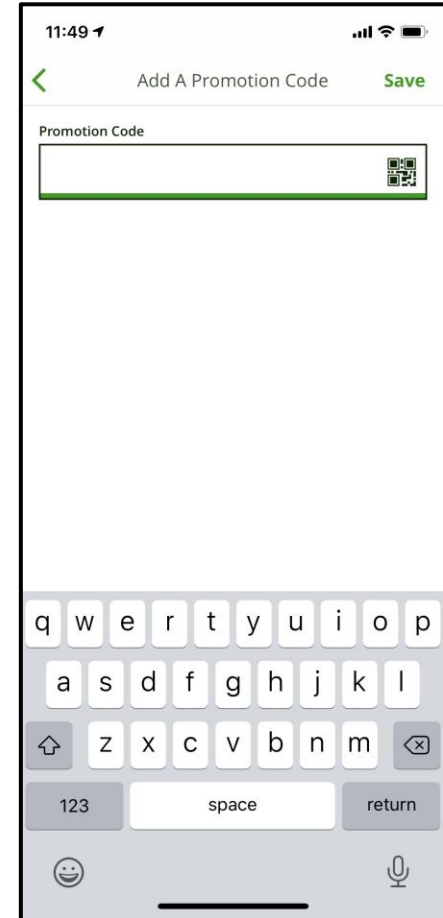 11:49
Add A Promotion Code Save
Promotion Code
q w e r t y u i o p
a s d f g h j k l
z x c v b n m
123 space return